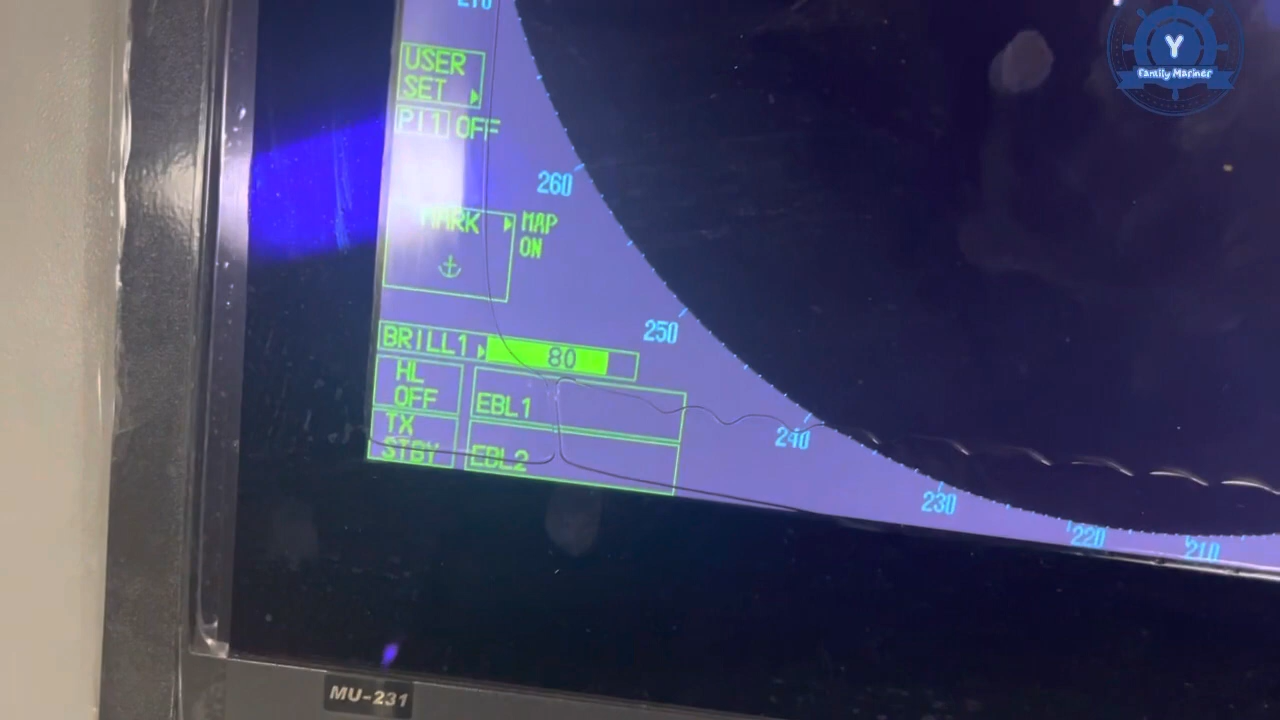 270
USER
SET
PI1 OFF
260
MARK
MAP
ON
250
BRILL1 80
HL
OFF
EBL1
TX
STBY
EBL2
240
230
220
210
MU-231
Y
Family Mariner